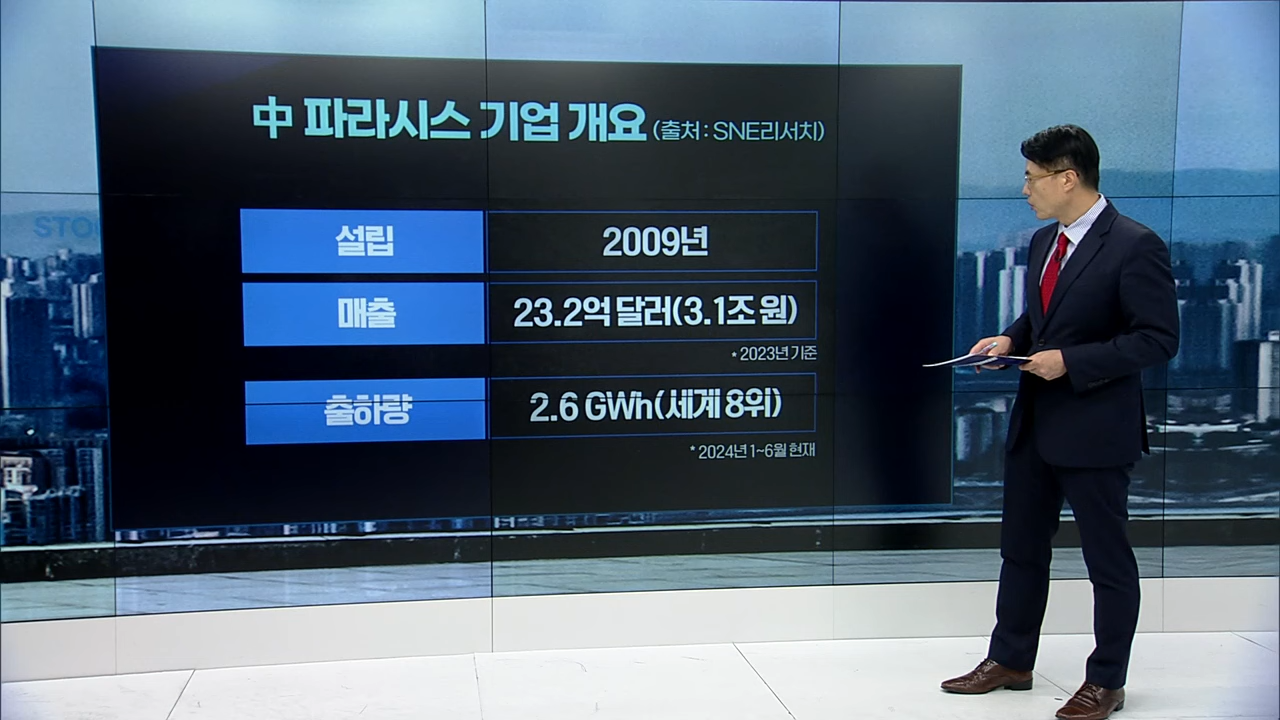 中 파라시스 기업 개요 (출처 : SNE리서치)
설립 2009년
매출 23.2억 달러(3.1조 원)
* 2023년 기준
출하량 2.6 GWh(세계 8위)
* 2024년 1~6월 현재